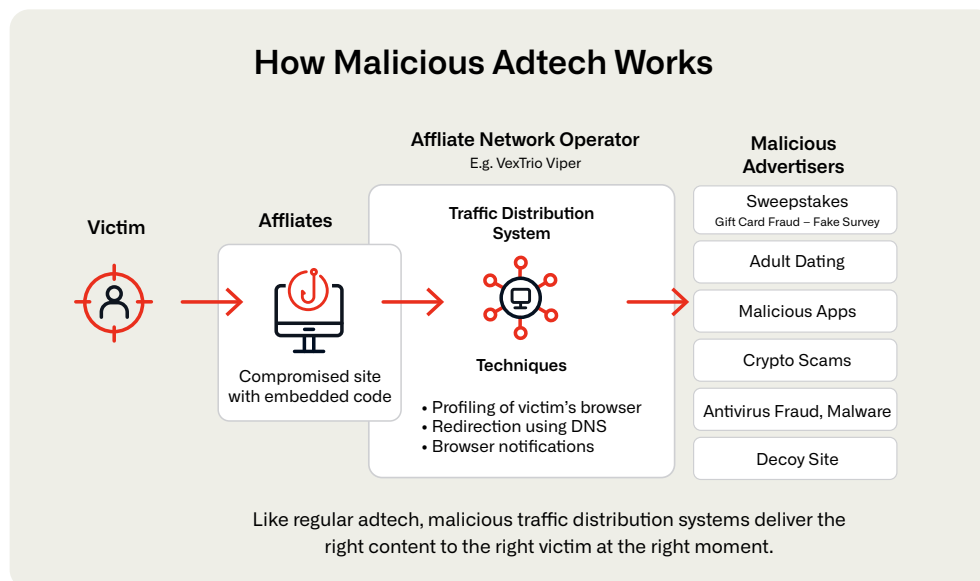 How Malicious Adtech Works
Victim
Affiliates
Compromised site
with embedded code
Affliate Network Operator
E.g. VexTrio Viper
Traffic Distribution
System
Techniques
• Profiling of victim's browser
• Redirection using DNS
• Browser notifications
Malicious
Advertisers
Sweepstakes
Gift Card Fraud – Fake Survey
Adult Dating
Malicious Apps
Crypto Scams
Antivirus Fraud, Malware
Decoy Site
Like regular adtech, malicious traffic distribution systems deliver the
right content to the right victim at the right moment.